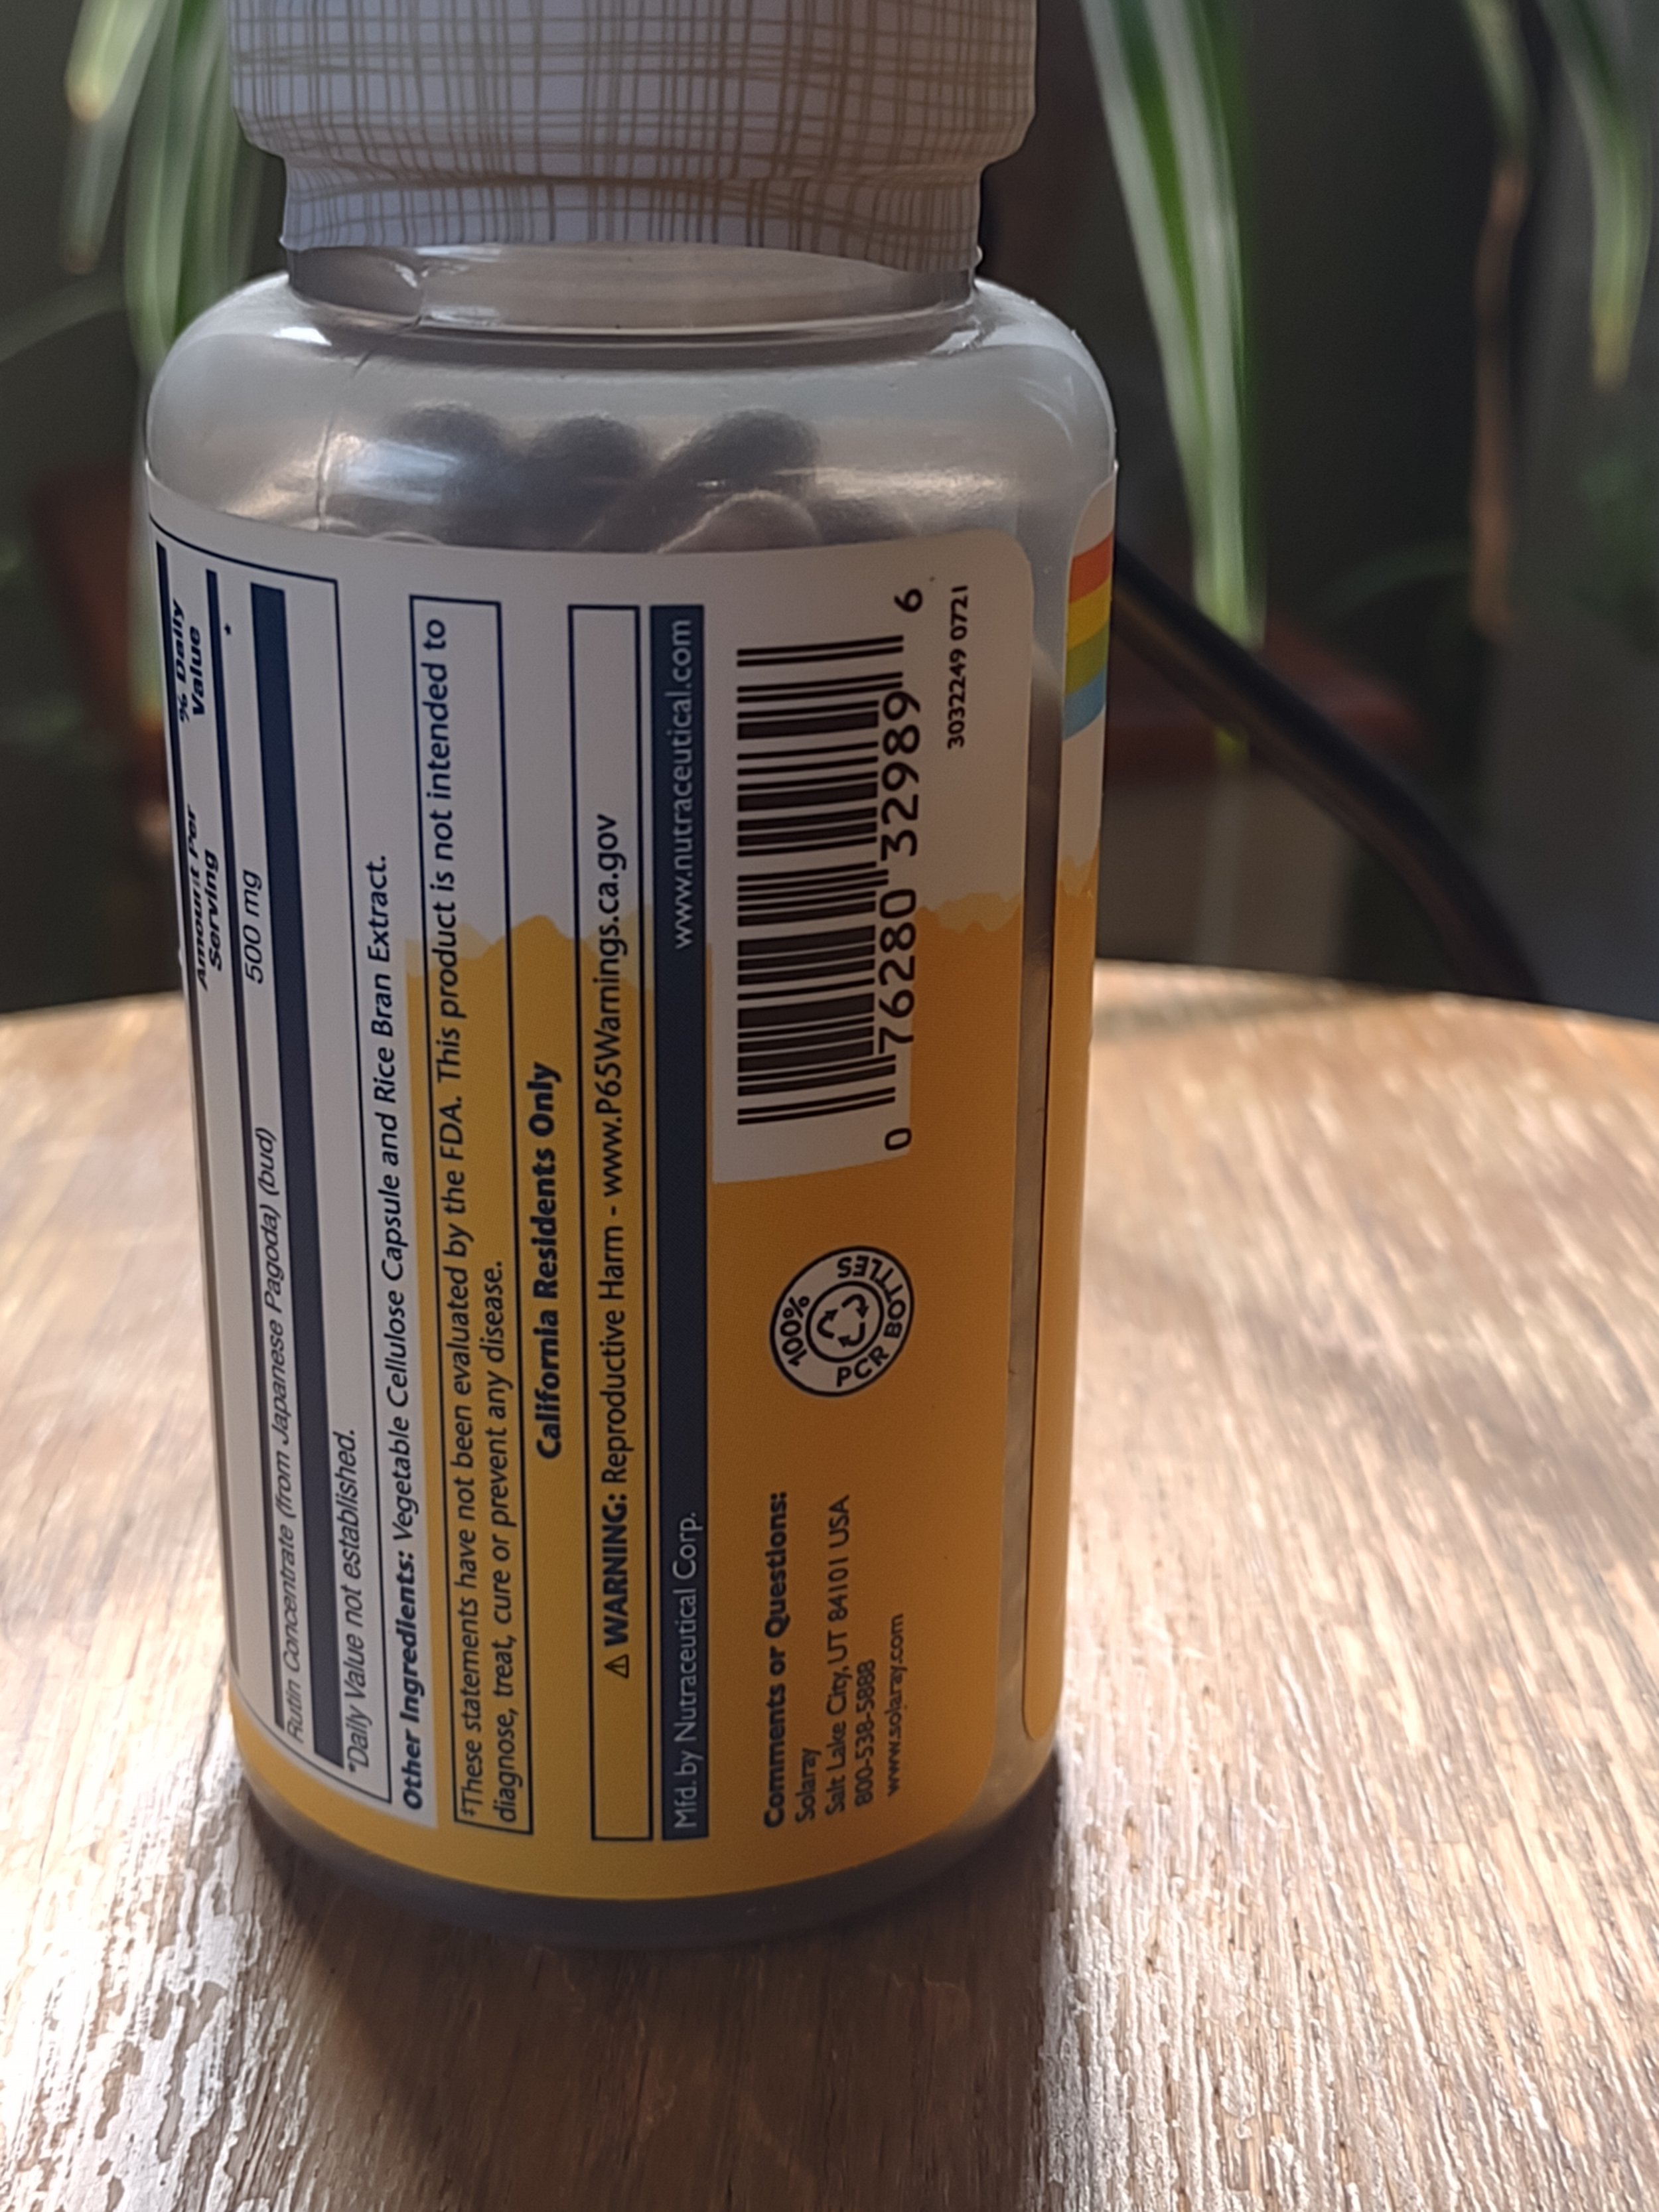 Amount Per
Serving
% Daily
Value
Rutin Concentrate (from Japanese Pagoda) (bud)
500 mg
*
*Daily Value not established.
Other Ingredients: Vegetable Cellulose Capsule and Rice Bran Extract.
‡These statements have not been evaluated by the FDA. This product is not intended to
diagnose, treat, cure or prevent any disease.
California Residents Only
⚠ WARNING: Reproductive Harm - www.P65Warnings.ca.gov
Mfd. by Nutraceutical Corp.
www.nutraceutical.com
Comments or Questions:
Solaray
Salt Lake City, UT 84101 USA
800-538-5888
www.solaray.com
100% PCR BOTTLES
0 76280 32989 6
3032249 0721